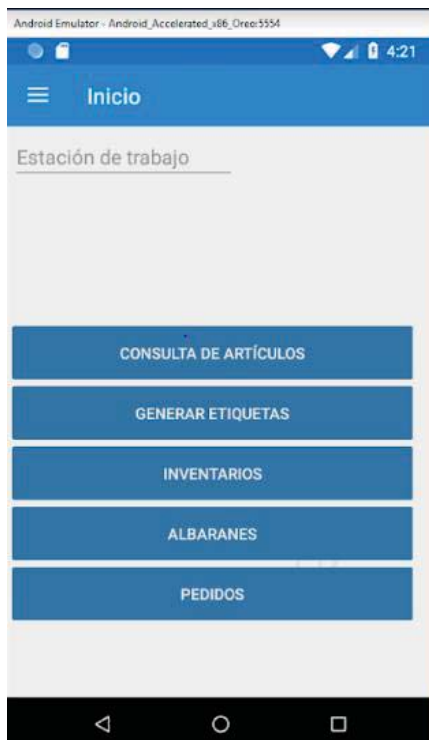 Android Emulator - Android_Accelerated_x86_Oreo:5554
4:21
Inicio
Estación de trabajo
CONSULTA DE ARTÍCULOS
GENERAR ETIQUETAS
INVENTARIOS
ALBARANES
PEDIDOS